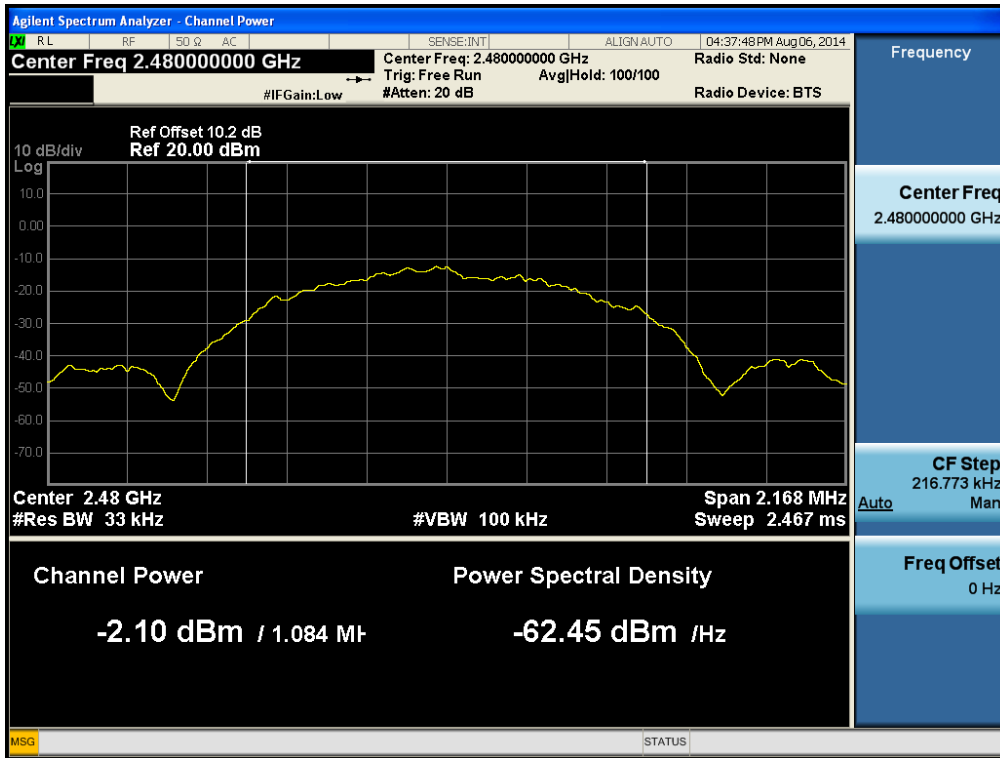 Agilent Spectrum Analyzer - Channel Power
LXI RL RF 50 Ω AC SENSE:INT ALIGN AUTO 04:37:48 PM Aug 06, 2014
Center Freq 2.480000000 GHz
Center Freq: 2.480000000 GHz Radio Std: None
Trig: Free Run Avg|Hold: 100/100
#IFGain:Low #Atten: 20 dB Radio Device: BTS
Frequency
Ref Offset 10.2 dB
10 dB/div Ref 20.00 dBm
Log
10.0
0.00
-10.0
-20.0
-30.0
-40.0
-50.0
-60.0
-70.0
Center 2.48 GHz Span 2.168 MHz
#Res BW 33 kHz #VBW 100 kHz Sweep 2.467 ms
Channel Power Power Spectral Density
-2.10 dBm / 1.084 MH -62.45 dBm /Hz
Center Freq
2.480000000 GHz
CF Step
216.773 kHz
Auto Man
Freq Offset
0 Hz
MSG STATUS